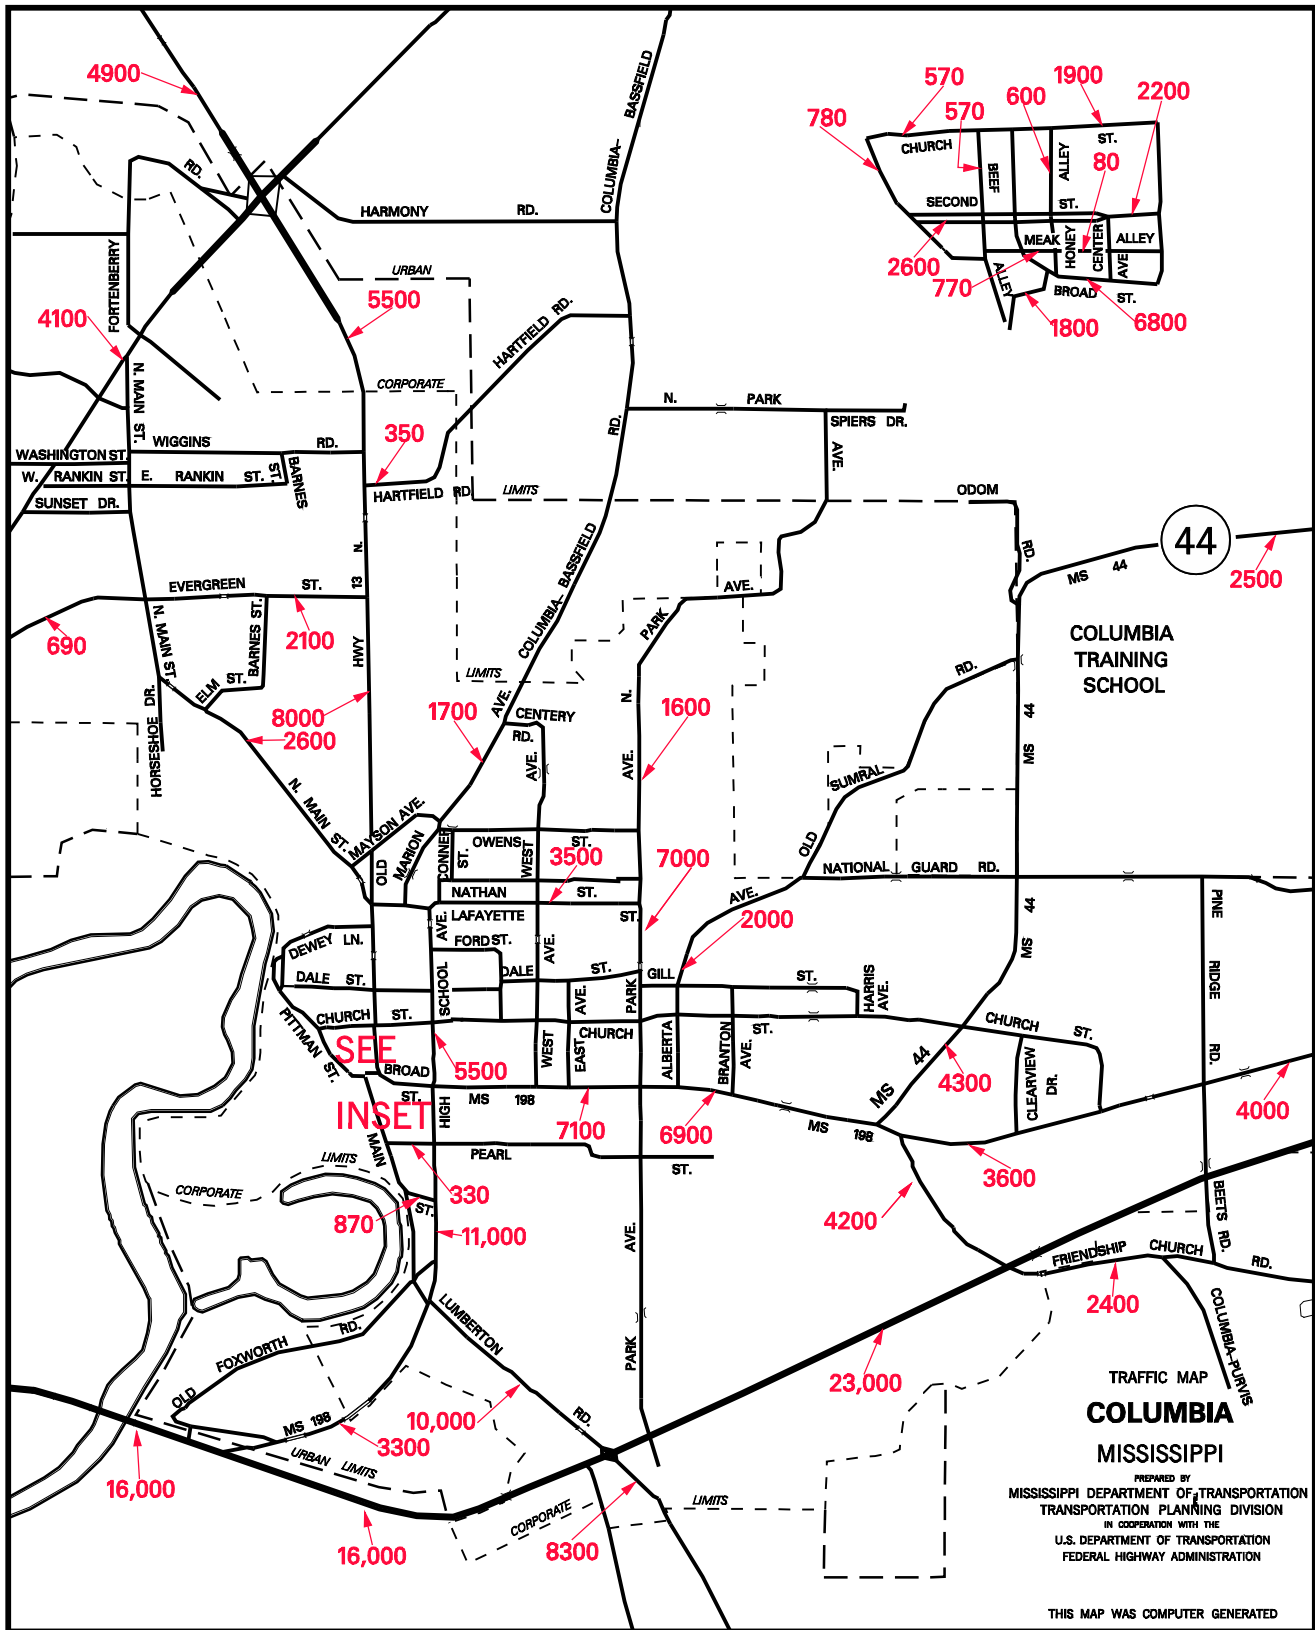 4900
570
1900
600
2200
570
780
CHURCH
ST.
BEEF
ALLEY
80
SECOND
ST.
MEAK
HONEY
CENTER
AVE
ALLEY
2600
770
ALLEY
BROAD
ST.
1800
6800
COLUMBIA-
BASSFIELD
RD.
HARMONY
RD.
FORTENBERRY
URBAN
5500
4100
HARTFIELD
RD.
CORPORATE
N. MAIN
ST.
N.
PARK
SPIERS DR.
AVE.
RD.
350
WIGGINS
RD.
WASHINGTON ST.
W.
RANKIN ST.
E.
RANKIN
ST.
ST.
BARNES
SUNSET DR.
HARTFIELD
RD.
LIMITS
ODOM
RD.
44
MS
44
2500
N.
13
HWY
COLUMBIA-
BASSFIELD
EVERGREEN
ST.
690
2100
N. MAIN ST.
BARNES ST.
ELM
ST.
HORSESHOE DR.
8000
2600
AVE.
PARK
N.
LIMITS
AVE.
CENTERY
RD.
AVE.
1700
1600
AVE.
COLUMBIA
TRAINING
SCHOOL
RD.
44
MS
SUMRAL
OLD
N. MAIN
ST.
MAYSON AVE.
OLD
MARION
CONNER
ST.
OWENS
ST.
WEST
3500
7000
NATHAN
ST.
NATIONAL
GUARD
RD.
AVE.
2000
44
MS
PINE
RIDGE
RD.
LAFAYETTE
ST.
AVE.
FORD ST.
AVE.
DEWEY
LN.
DALE
ST.
DALE
ST.
GILL
ST.
HARRIS
AVE.
SCHOOL
AVE.
PARK
PITTMAN
ST.
CHURCH
ST.
CHURCH
ST.
CHURCH
ST.
SEE
INSET
BROAD
ST.
5500
WEST
EAST
ALBERTA
BRANTON
AVE.
MS
44
4300
CLEARVIEW
DR.
4000
HIGH
MS
198
7100
6900
MS
198
3600
MAIN
PEARL
ST.
LIMITS
CORPORATE
330
870
ST.
11,000
4200
AVE.
BEETS
RD.
FRIENDSHIP
CHURCH
RD.
2400
COLUMBIA-PURVIS
LUMBERTON
RD.
PARK
FOXWORTH
RD.
OLD
MS 198
10,000
3300
23,000
URBAN
LIMITS
16,000
16,000
CORPORATE
LIMITS
8300
TRAFFIC MAP
COLUMBIA
MISSISSIPPI
PREPARED BY
MISSISSIPPI DEPARTMENT OF TRANSPORTATION
TRANSPORTATION PLANNING DIVISION
IN COOPERATION WITH THE
U.S. DEPARTMENT OF TRANSPORTATION
FEDERAL HIGHWAY ADMINISTRATION
THIS MAP WAS COMPUTER GENERATED